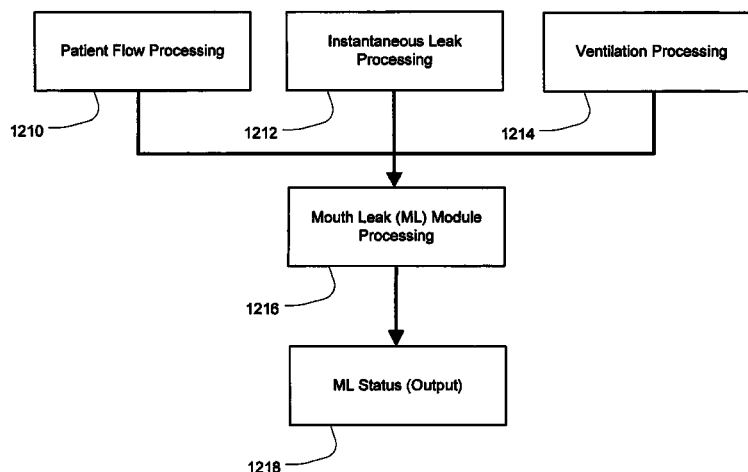 Patient Flow Processing
Instantaneous Leak
Processing
Ventilation Processing
1210
1212
1214
Mouth Leak (ML) Module
Processing
1216
ML Status (Output)
1218